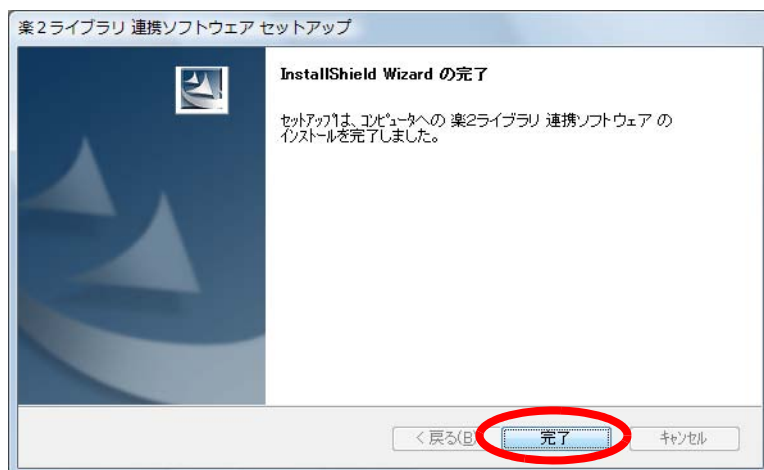 楽2ライブラリ 連携ソフトウェア セットアップ
InstallShield Wizard の完了
セットアップは、コンピュータへの 楽2ライブラリ 連携ソフトウェア の
インストールを完了しました。
< 戻る(B)
完了
キャンセル